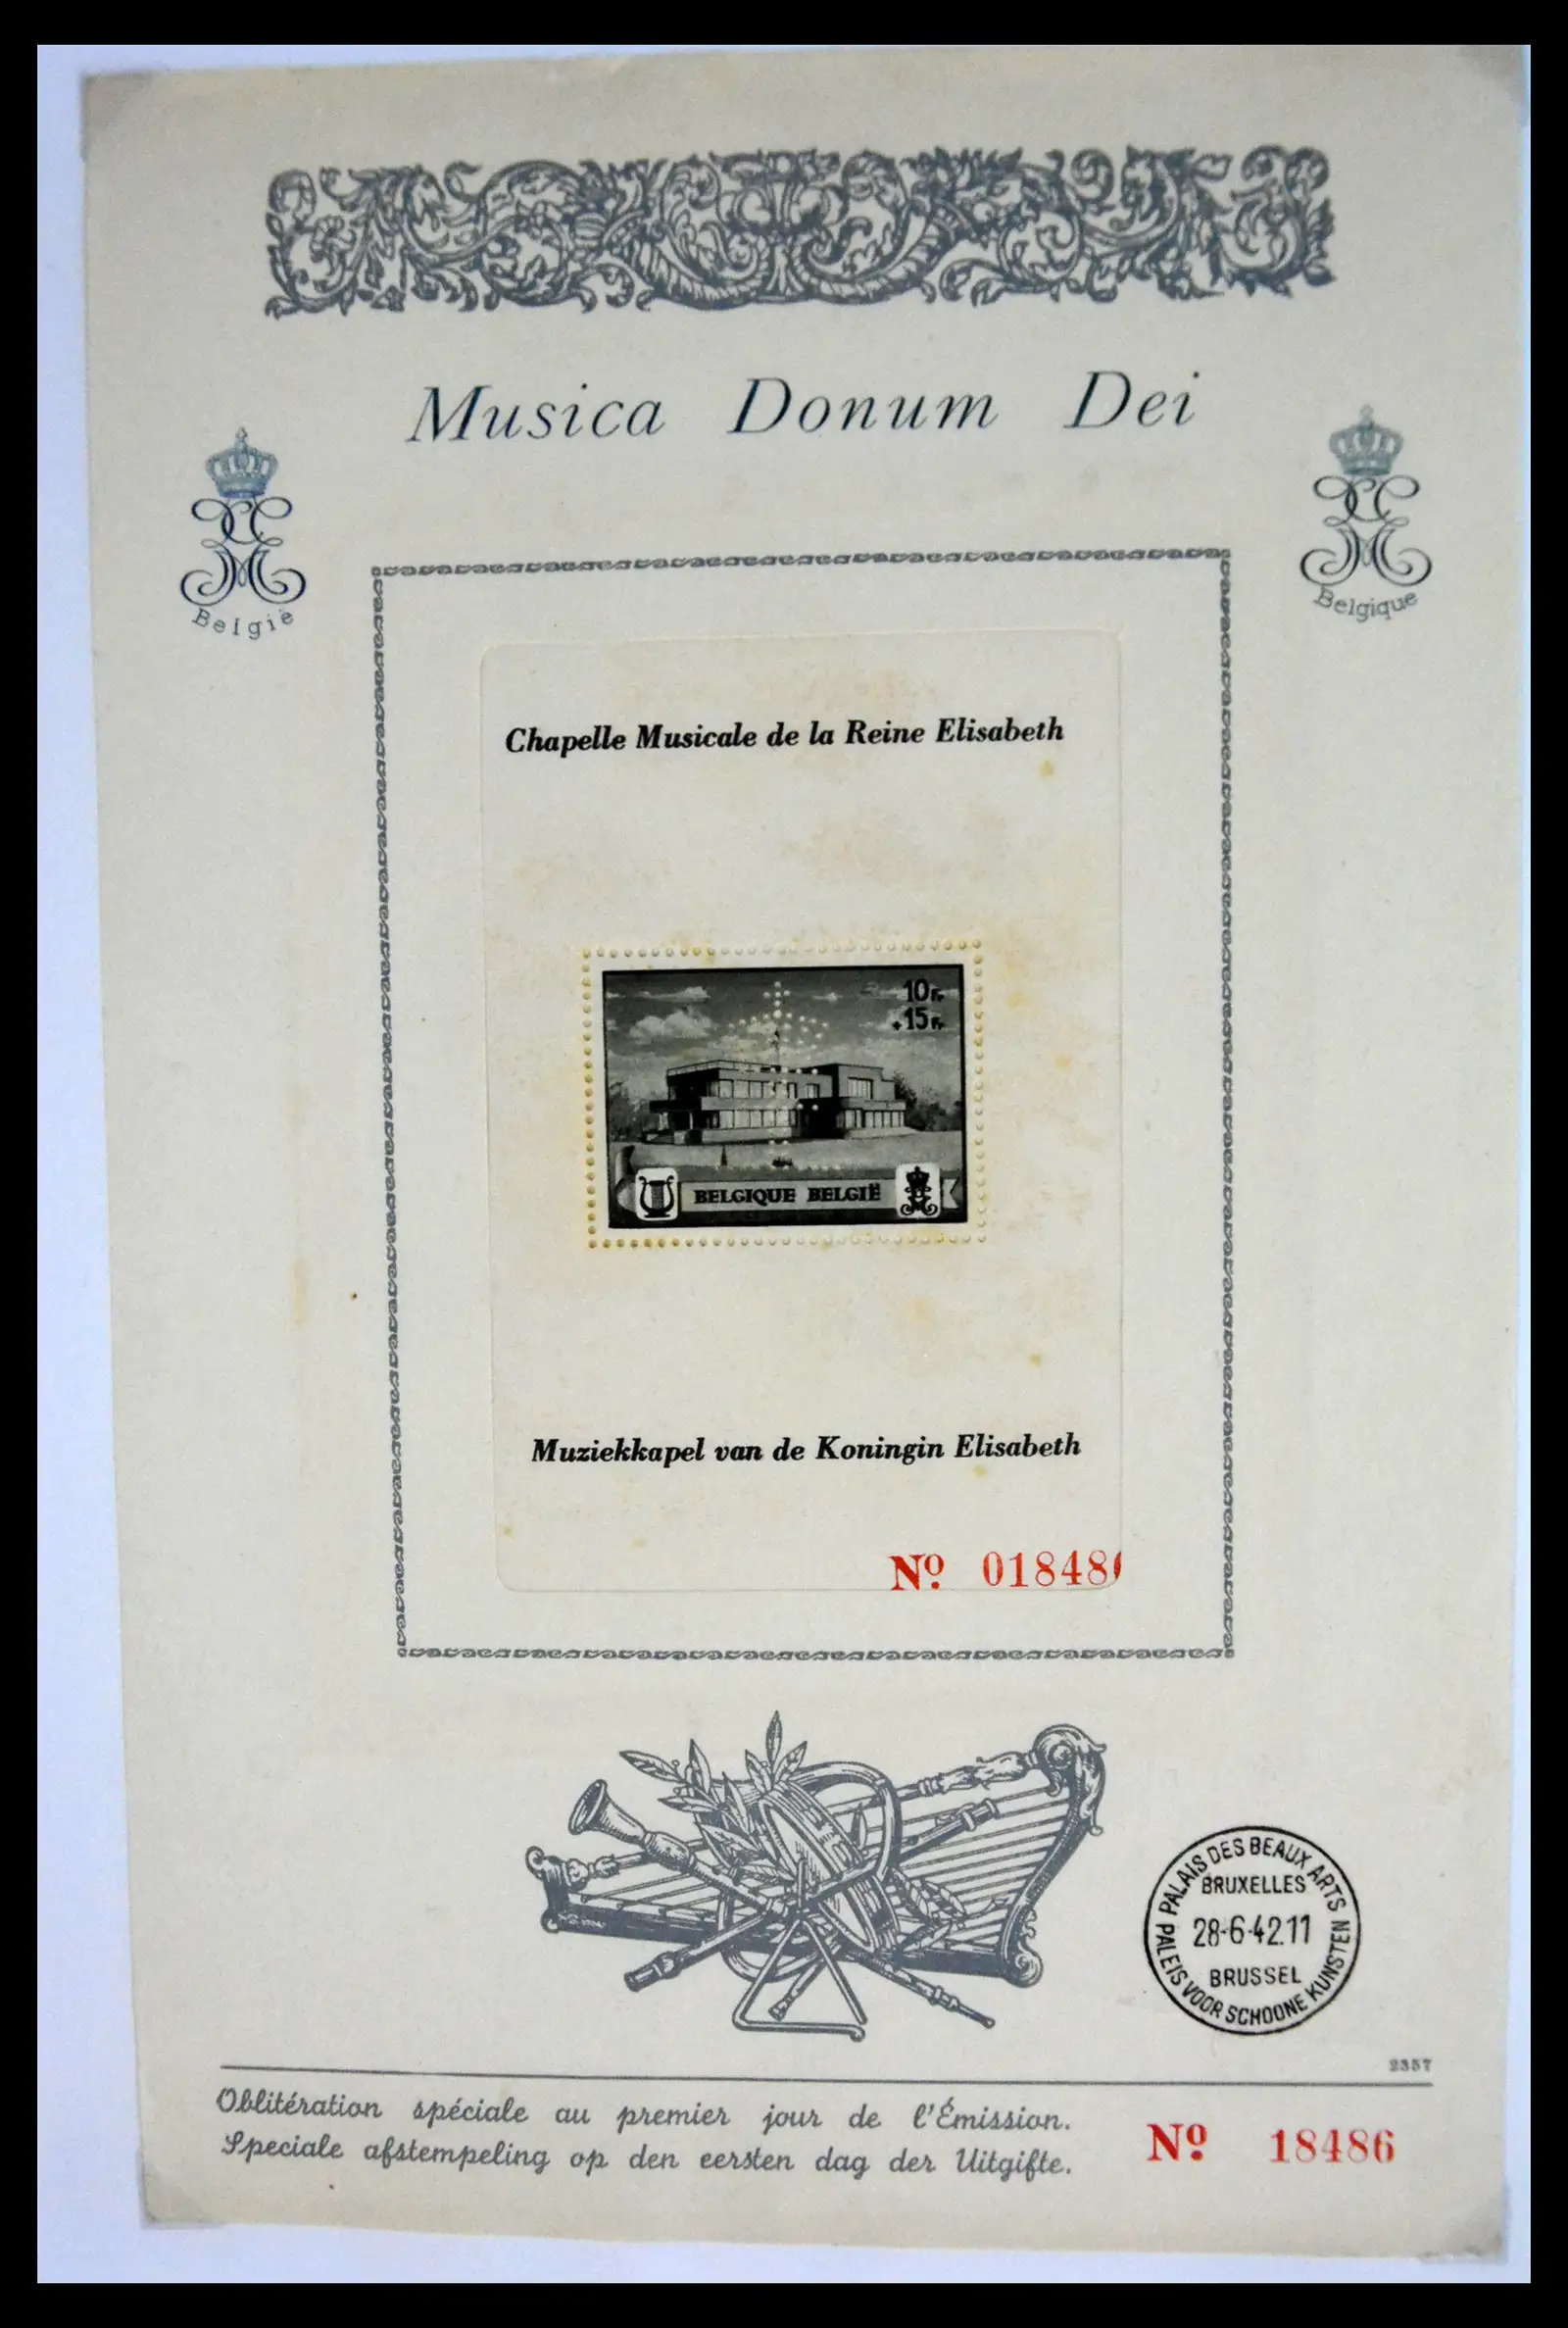 Musica Donum Dei
België
Belgique
Chapelle Musicale de la Reine Elisabeth
10Fr
+15Fr
BELGIQUE BELGIË
Muziekkapel van de Koningin Elisabeth
Nº 01848
PALAIS DES BEAUX ARTS
BRUXELLES
28-6-42.11
BRUSSEL
PALEIS VOOR SCHOONE KUNSTEN
2357
Oblitération spéciale au premier jour de l'Émission.
Speciale afstempeling op den eersten dag der Uitgifte.
Nº 18486